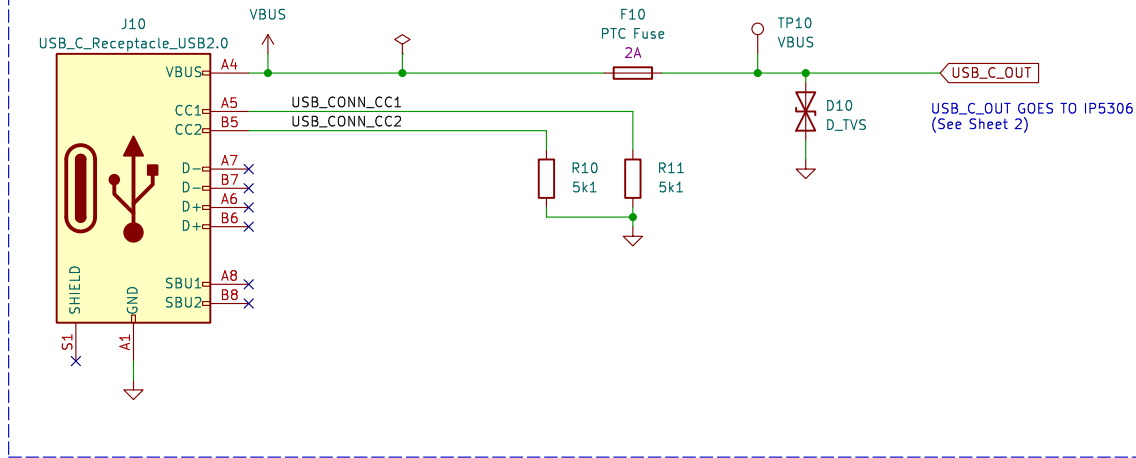 J10
USB_C_Receptacle_USB2.0
VBUS
F10
PTC Fuse
2A
TP10
VBUS
VBUS
A4
USB_C_OUT
CC1
A5
USB_CONN_CC1
CC2
B5
USB_CONN_CC2
D10
D_TVS
USB_C_OUT GOES TO IP5306
(See Sheet 2)
D-
A7
D-
B7
D+
A6
D+
B6
R10
5k1
R11
5k1
SBU1
A8
SBU2
B8
SHIELD
GND
S1
A1